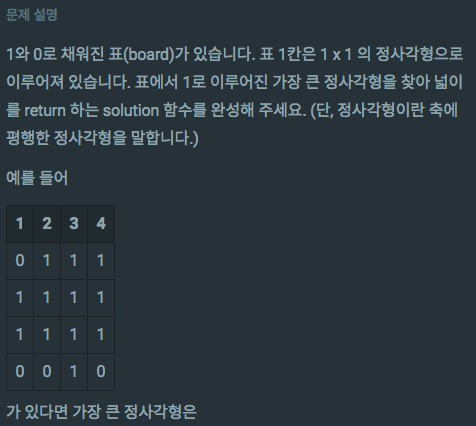 문제 설명
1와 0로 채워진 표(board)가 있습니다. 표 1칸은 1 x 1 의 정사각형으로
이루어져 있습니다. 표에서 1로 이루어진 가장 큰 정사각형을 찾아 넓이
를 return 하는 solution 함수를 완성해 주세요. (단, 정사각형이란 축에
평행한 정사각형을 말합니다.)
예를 들어
1 2 3 4
0 1 1 1
1 1 1 1
1 1 1 1
0 0 1 0
가 있다면 가장 큰 정사각형은